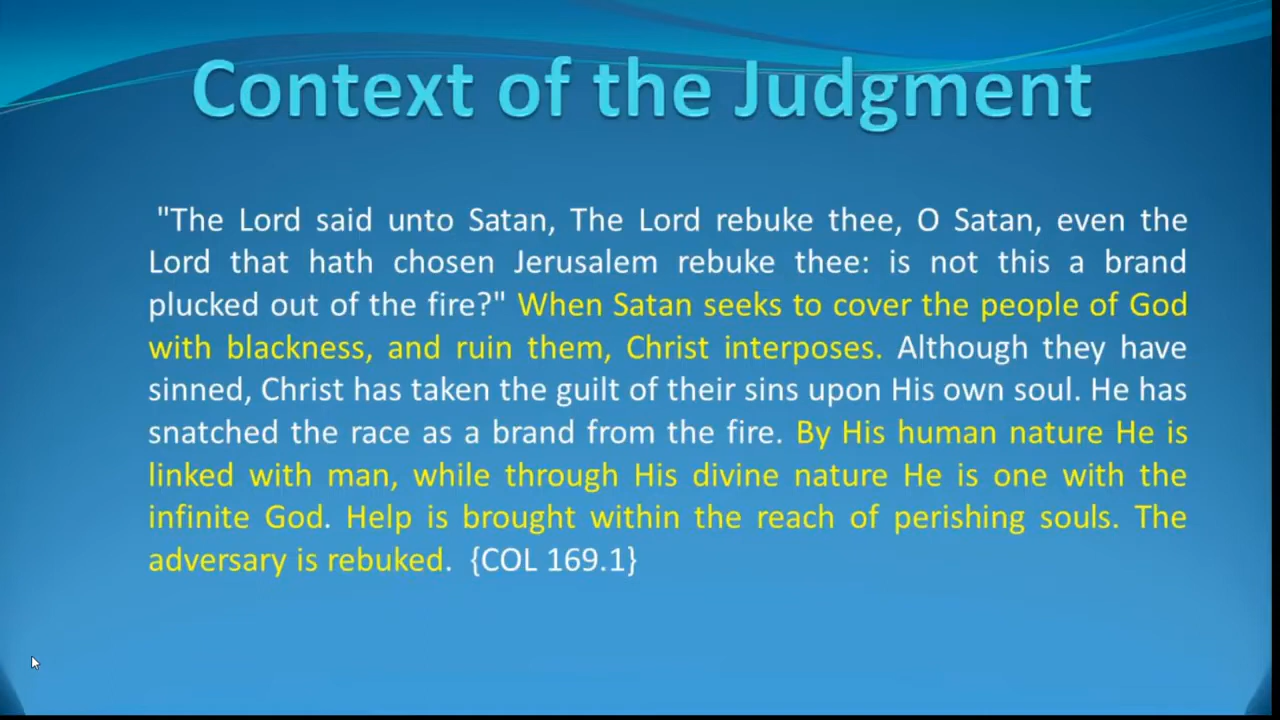 Context of the Judgment
"The Lord said unto Satan, The Lord rebuke thee, O Satan, even the
Lord that hath chosen Jerusalem rebuke thee: is not this a brand
plucked out of the fire?" When Satan seeks to cover the people of God
with blackness, and ruin them, Christ interposes. Although they have
sinned, Christ has taken the guilt of their sins upon His own soul. He has
snatched the race as a brand from the fire. By His human nature He is
linked with man, while through His divine nature He is one with the
infinite God. Help is brought within the reach of perishing souls. The
adversary is rebuked. {COL 169.1}